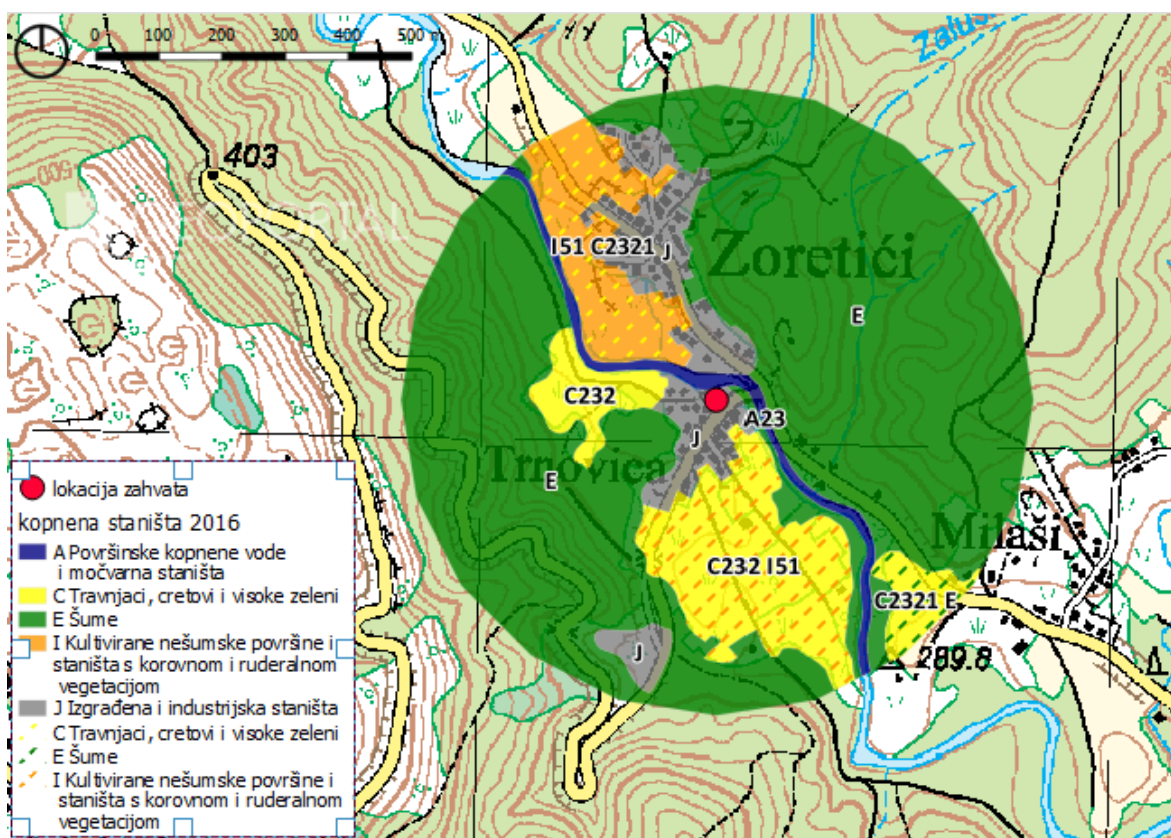 0 100 200 300 400 500 m
Zalus
403
500
I51 C2321
J
Zoretići
E
C232
A23
J
Trnovica
E
C232 I51
Milaši
C2321 E
289.8
J
lokacija zahvata
kopnena staništa 2016
A Površinske kopnene vode
i močvarna staništa
C Travnjaci, cretovi i visoke zeleni
E Šume
I Kultivirane nešumske površine i
staništa s korovnom i ruderalnom
vegetacijom
J Izgrađena i industrijska staništa
C Travnjaci, cretovi i visoke zeleni
E Šume
I Kultivirane nešumske površine i
staništa s korovnom i ruderalnom
vegetacijom